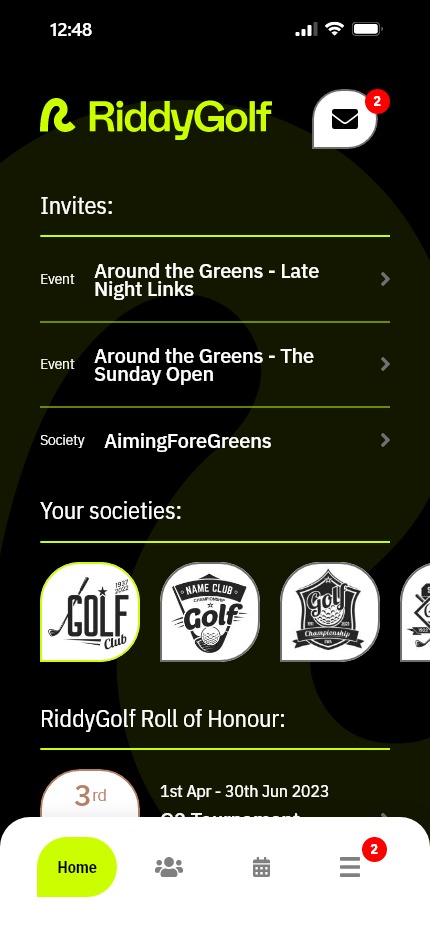 12:48
RiddyGolf
2
Invites:
Event
Around the Greens - Late
Night Links
Event
Around the Greens - The
Sunday Open
Society
AimingForeGreens
Your societies:
1937
2022
GOLF
Club
NAME CLUB
CHAMPIONSHIP
Golf
Golf
Championship
RiddyGolf Roll of Honour:
3rd
1st Apr - 30th Jun 2023
Home
2